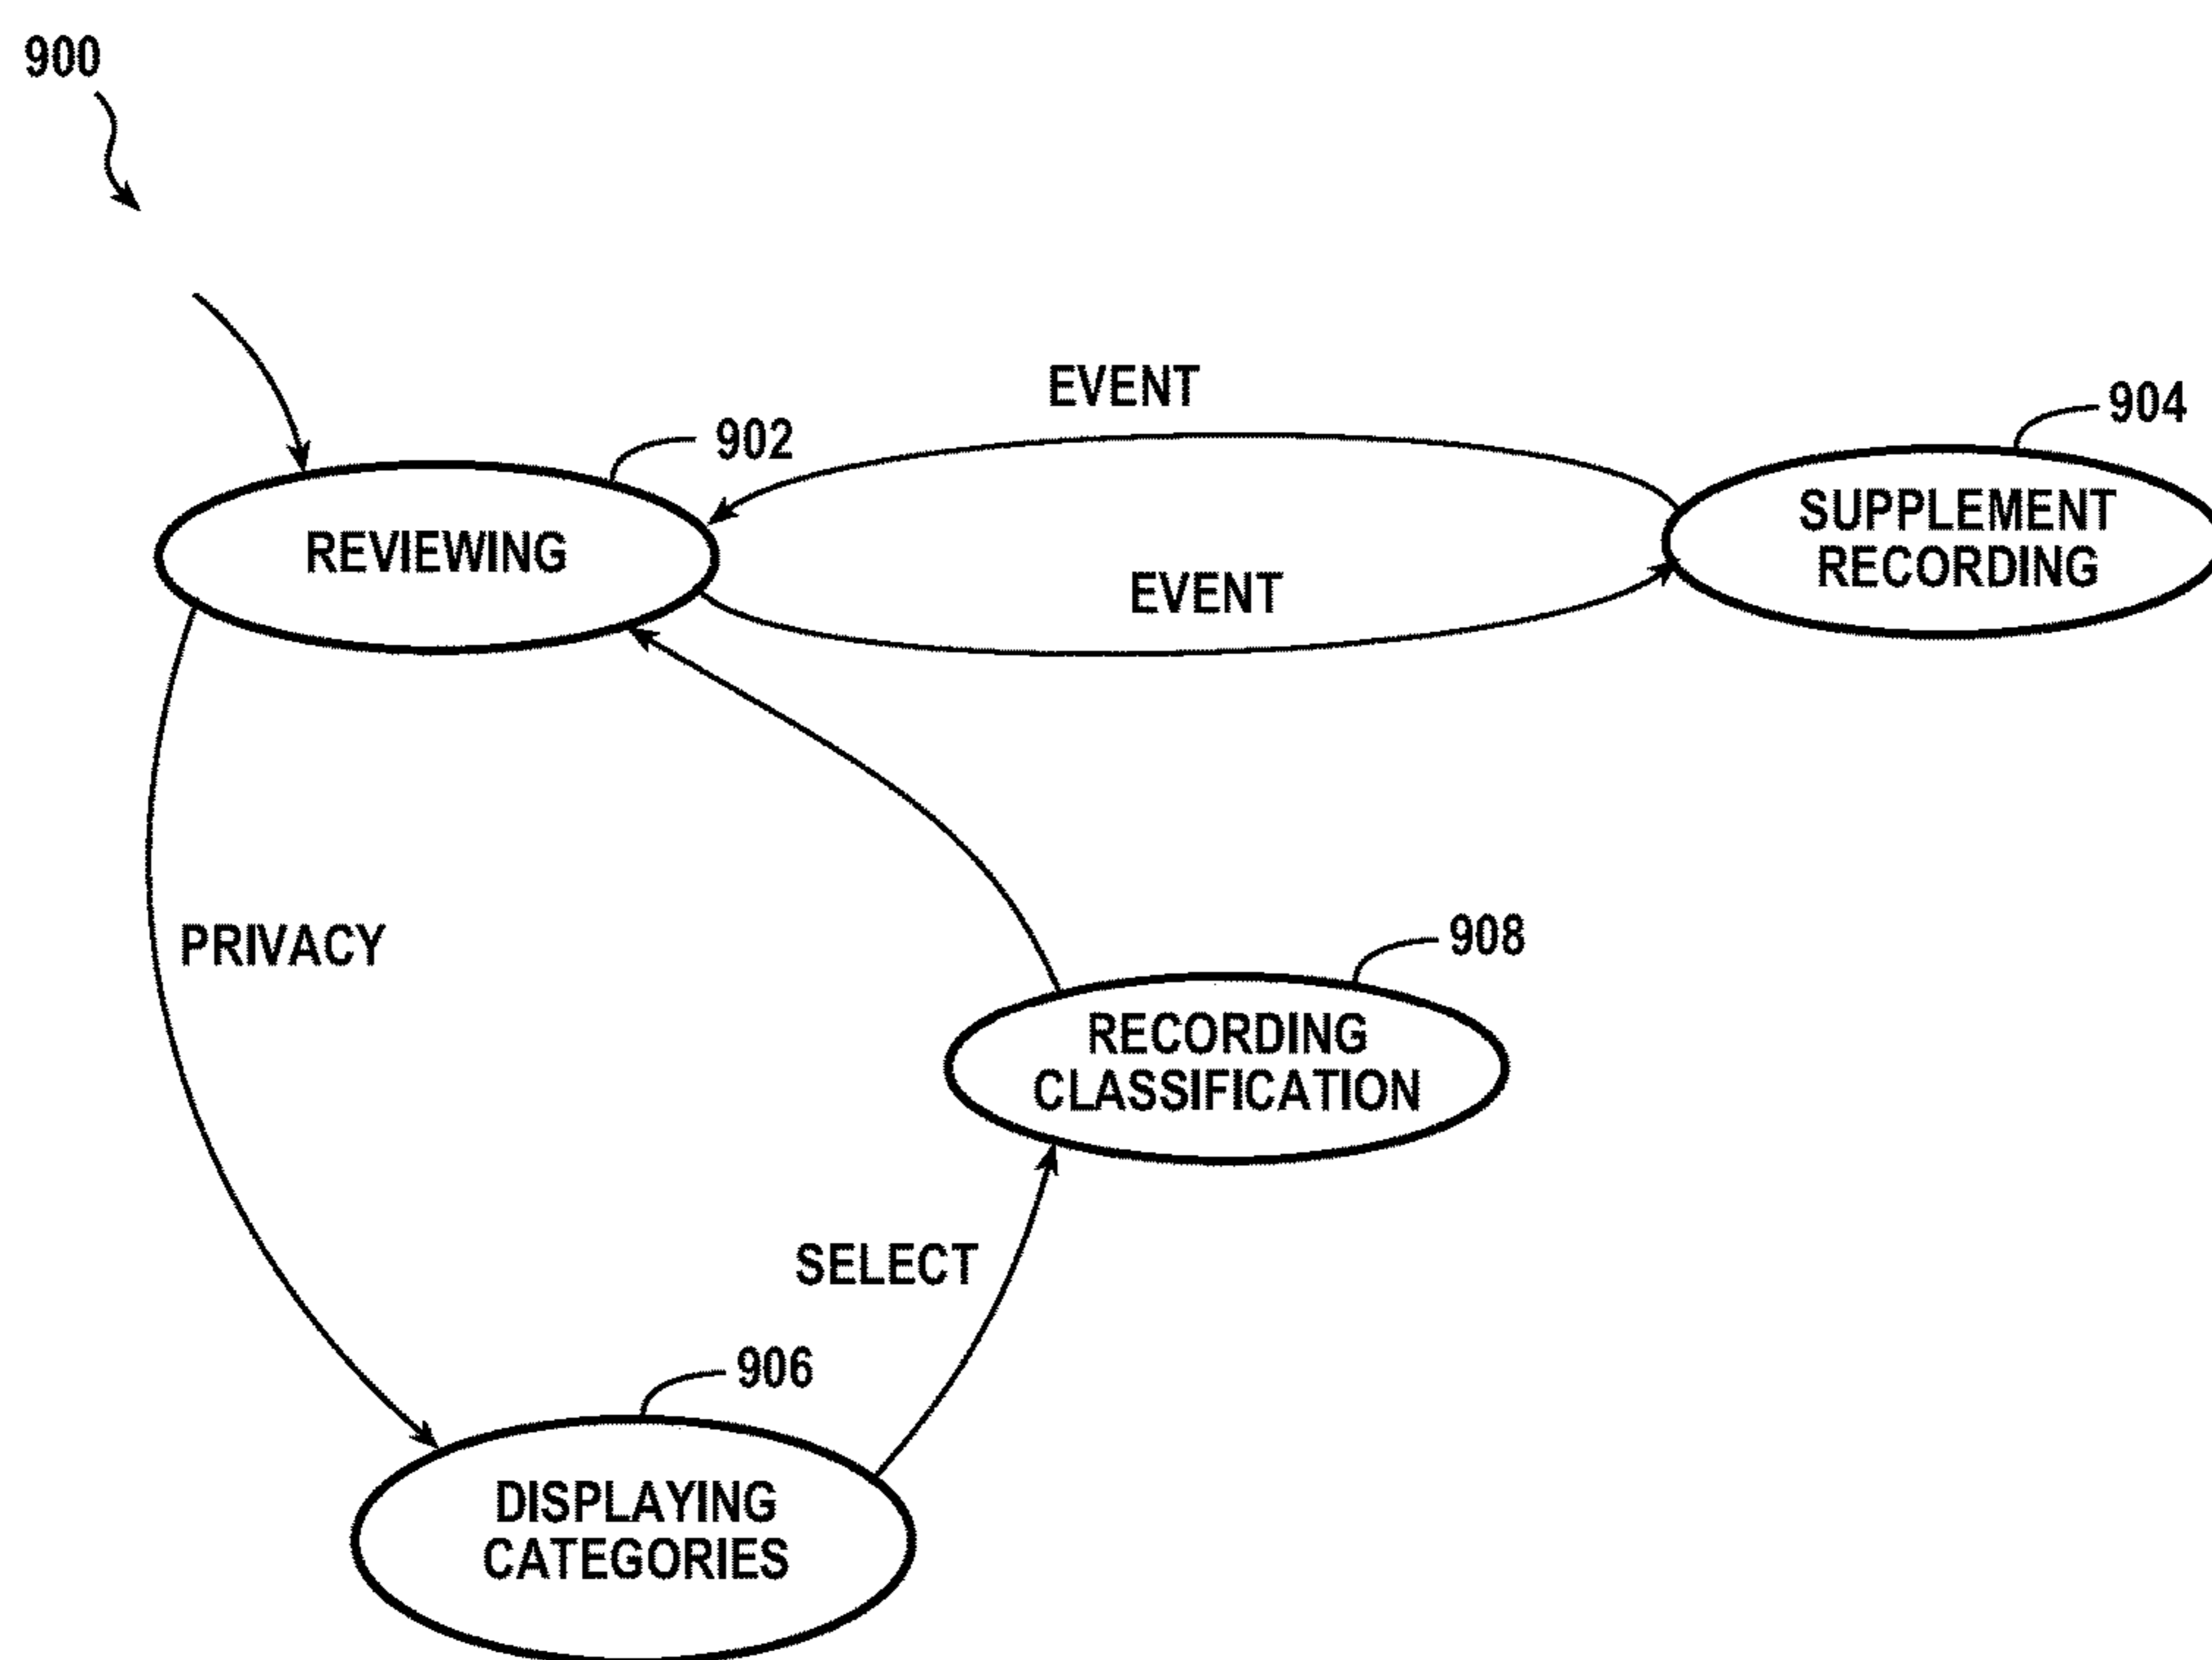 900
EVENT
904
902
SUPPLEMENT
RECORDING
REVIEWING
EVENT
PRIVACY
908
RECORDING
CLASSIFICATION
SELECT
906
DISPLAYING
CATEGORIES